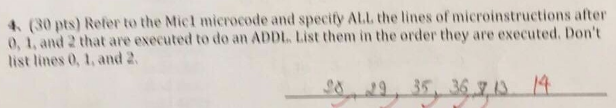 4. (30 pts) Refer to the Mic1 microcode and specify ALL the lines of microinstructions after
0, 1, and 2 that are executed to do an ADDL. List them in the order they are executed. Don't
list lines 0, 1, and 2.
28, 29, 35, 36, 13 14